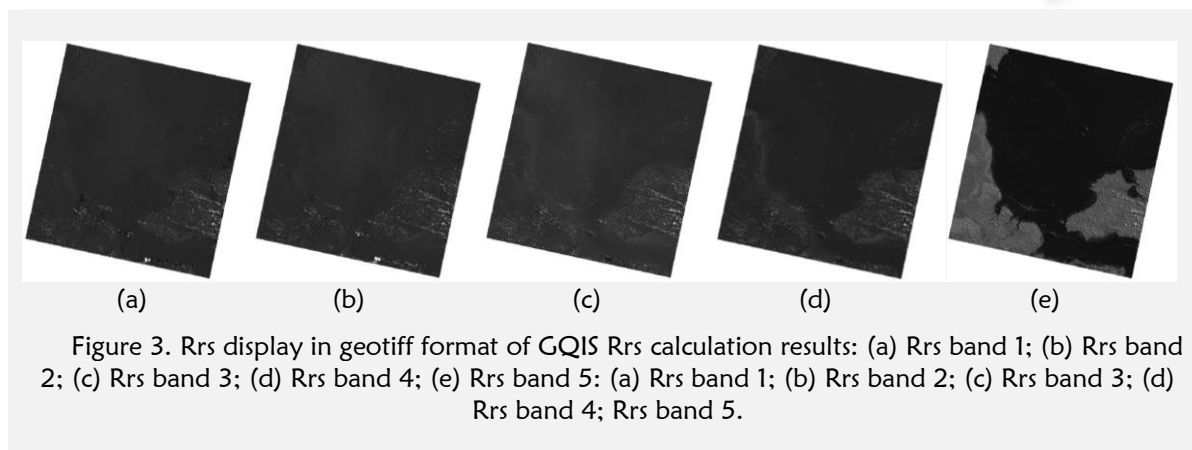 (a) (b) (c) (d) (e)
Figure 3. Rrs display in geotiff format of GQIS Rrs calculation results: (a) Rrs band 1; (b) Rrs band
2; (c) Rrs band 3; (d) Rrs band 4; (e) Rrs band 5: (a) Rrs band 1; (b) Rrs band 2; (c) Rrs band 3; (d)
Rrs band 4; Rrs band 5.